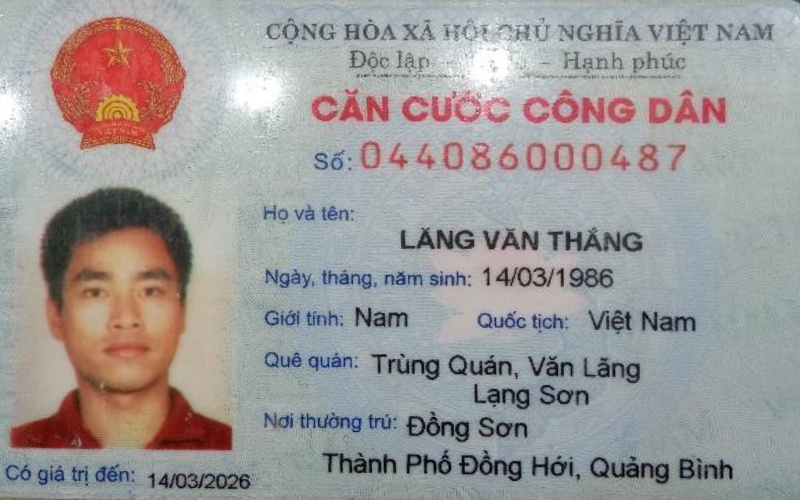 CỘNG HÒA XÃ HỘI CHỦ NGHĨA VIỆT NAM
Độc lập - - Hạnh phúc
CĂN CƯỚC CÔNG DÂN
Số: 044086000487
Họ và tên:
LĂNG VĂN THẮNG
Ngày, tháng, năm sinh: 14/03/1986
Giới tính: Nam Quốc tịch: Việt Nam
Quê quán: Trùng Quán, Văn Lãng
Lạng Sơn
Nơi thường trú: Đồng Sơn
Thành Phố Đồng Hới, Quảng Bình
Có giá trị đến: 14/03/2026